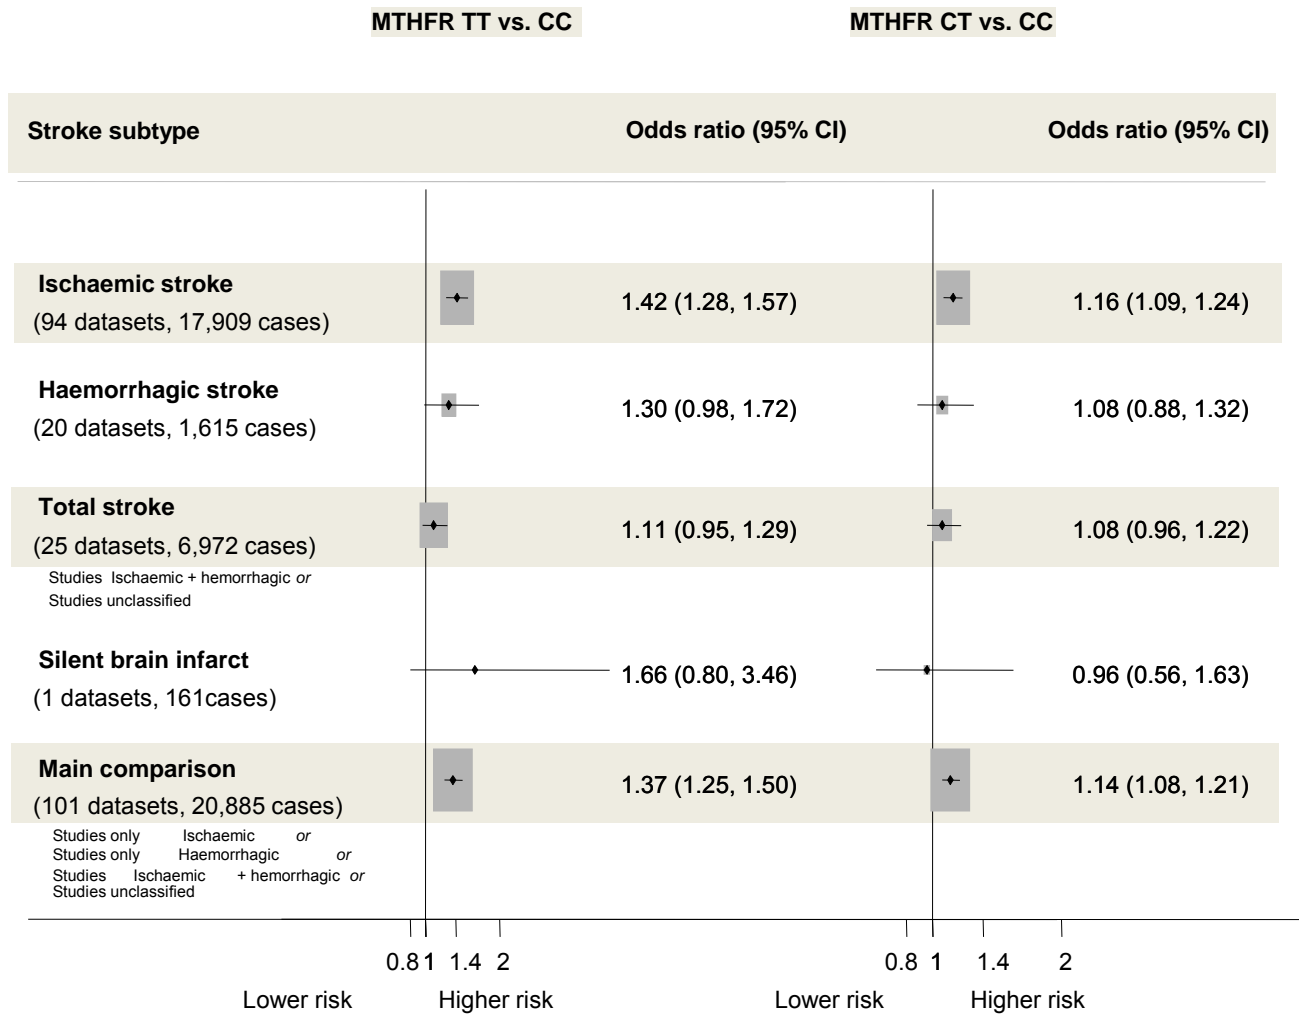 MTHFR TT vs. CC
MTHFR CT vs. CC
Stroke subtype
Odds ratio (95% CI)
Odds ratio (95% CI)
Ischaemic stroke
(94 datasets, 17,909 cases)
1.42 (1.28, 1.57)
1.16 (1.09, 1.24)
Haemorrhagic stroke
(20 datasets, 1,615 cases)
1.30 (0.98, 1.72)
1.08 (0.88, 1.32)
Total stroke
(25 datasets, 6,972 cases)
1.11 (0.95, 1.29)
1.08 (0.96, 1.22)
Studies Ischaemic + hemorrhagic or
Studies unclassified
Silent brain infarct
(1 datasets, 161cases)
1.66 (0.80, 3.46)
0.96 (0.56, 1.63)
Main comparison
(101 datasets, 20,885 cases)
1.37 (1.25, 1.50)
1.14 (1.08, 1.21)
Studies only Ischaemic or
Studies only Haemorrhagic or
Studies Ischaemic + hemorrhagic or
Studies unclassified
0.8 1 1.4 2
0.8 1 1.4 2
Lower risk Higher risk
Lower risk Higher risk